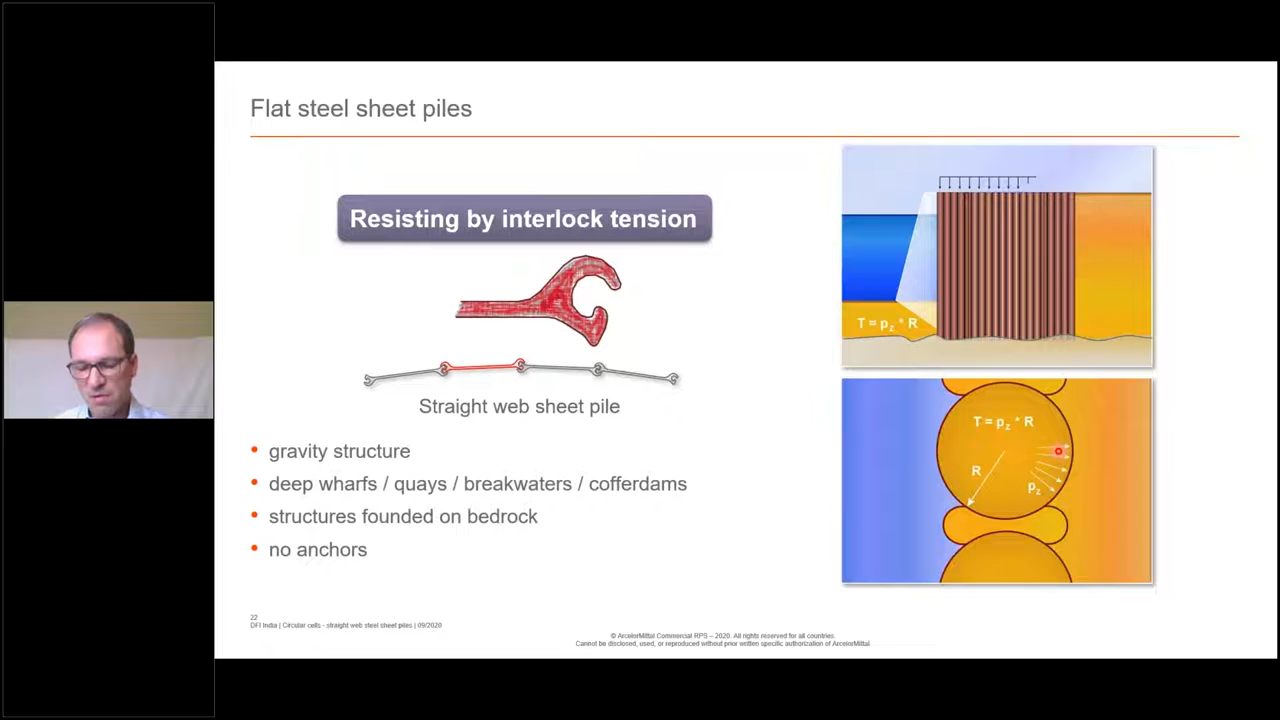 Flat steel sheet piles
Resisting by interlock tension
Straight web sheet pile
• gravity structure
• deep wharfs / quays / breakwaters / cofferdams
• structures founded on bedrock
• no anchors
T = pz * R
T = pz * R
R
pz
22
DFI India | Circular cells - straight web steel sheet piles | 09/2020
© ArcelorMittal Commercial RPS – 2020. All rights reserved for all countries.
Cannot be disclosed, used, or reproduced without prior written specific authorization of ArcelorMittal